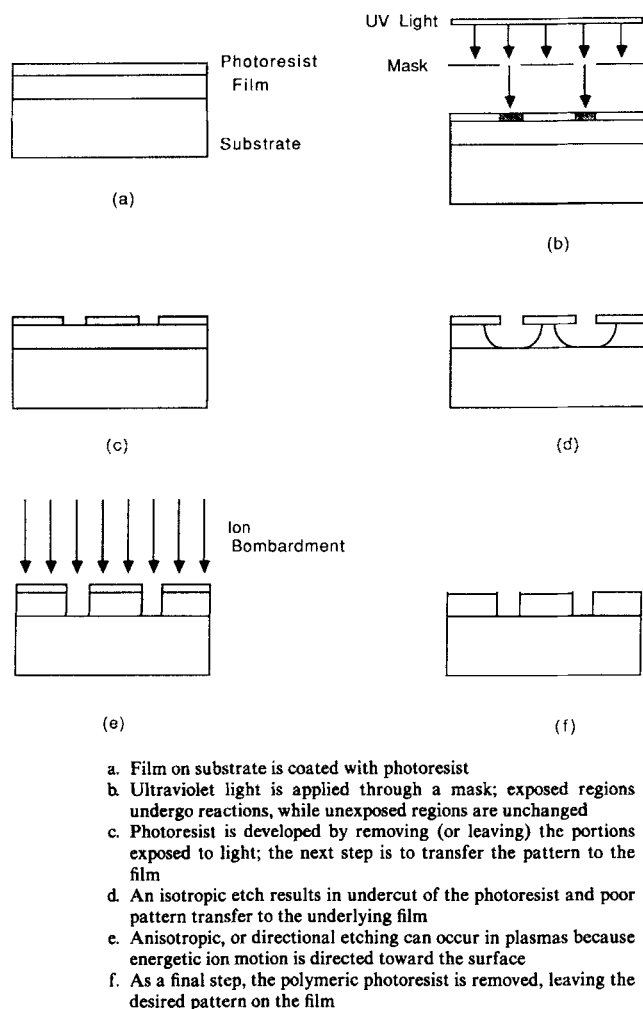 Photoresist
Film
Substrate
(a)
UV Light
Mask
(b)
(c)
(d)
Ion
Bombardment
(e)
(f)
a. Film on substrate is coated with photoresist
b. Ultraviolet light is applied through a mask; exposed regions
undergo reactions, while unexposed regions are unchanged
c. Photoresist is developed by removing (or leaving) the portions
exposed to light; the next step is to transfer the pattern to the
film
d. An isotropic etch results in undercut of the photoresist and poor
pattern transfer to the underlying film
e. Anisotropic, or directional etching can occur in plasmas because
energetic ion motion is directed toward the surface
f. As a final step, the polymeric photoresist is removed, leaving the
desired pattern on the film